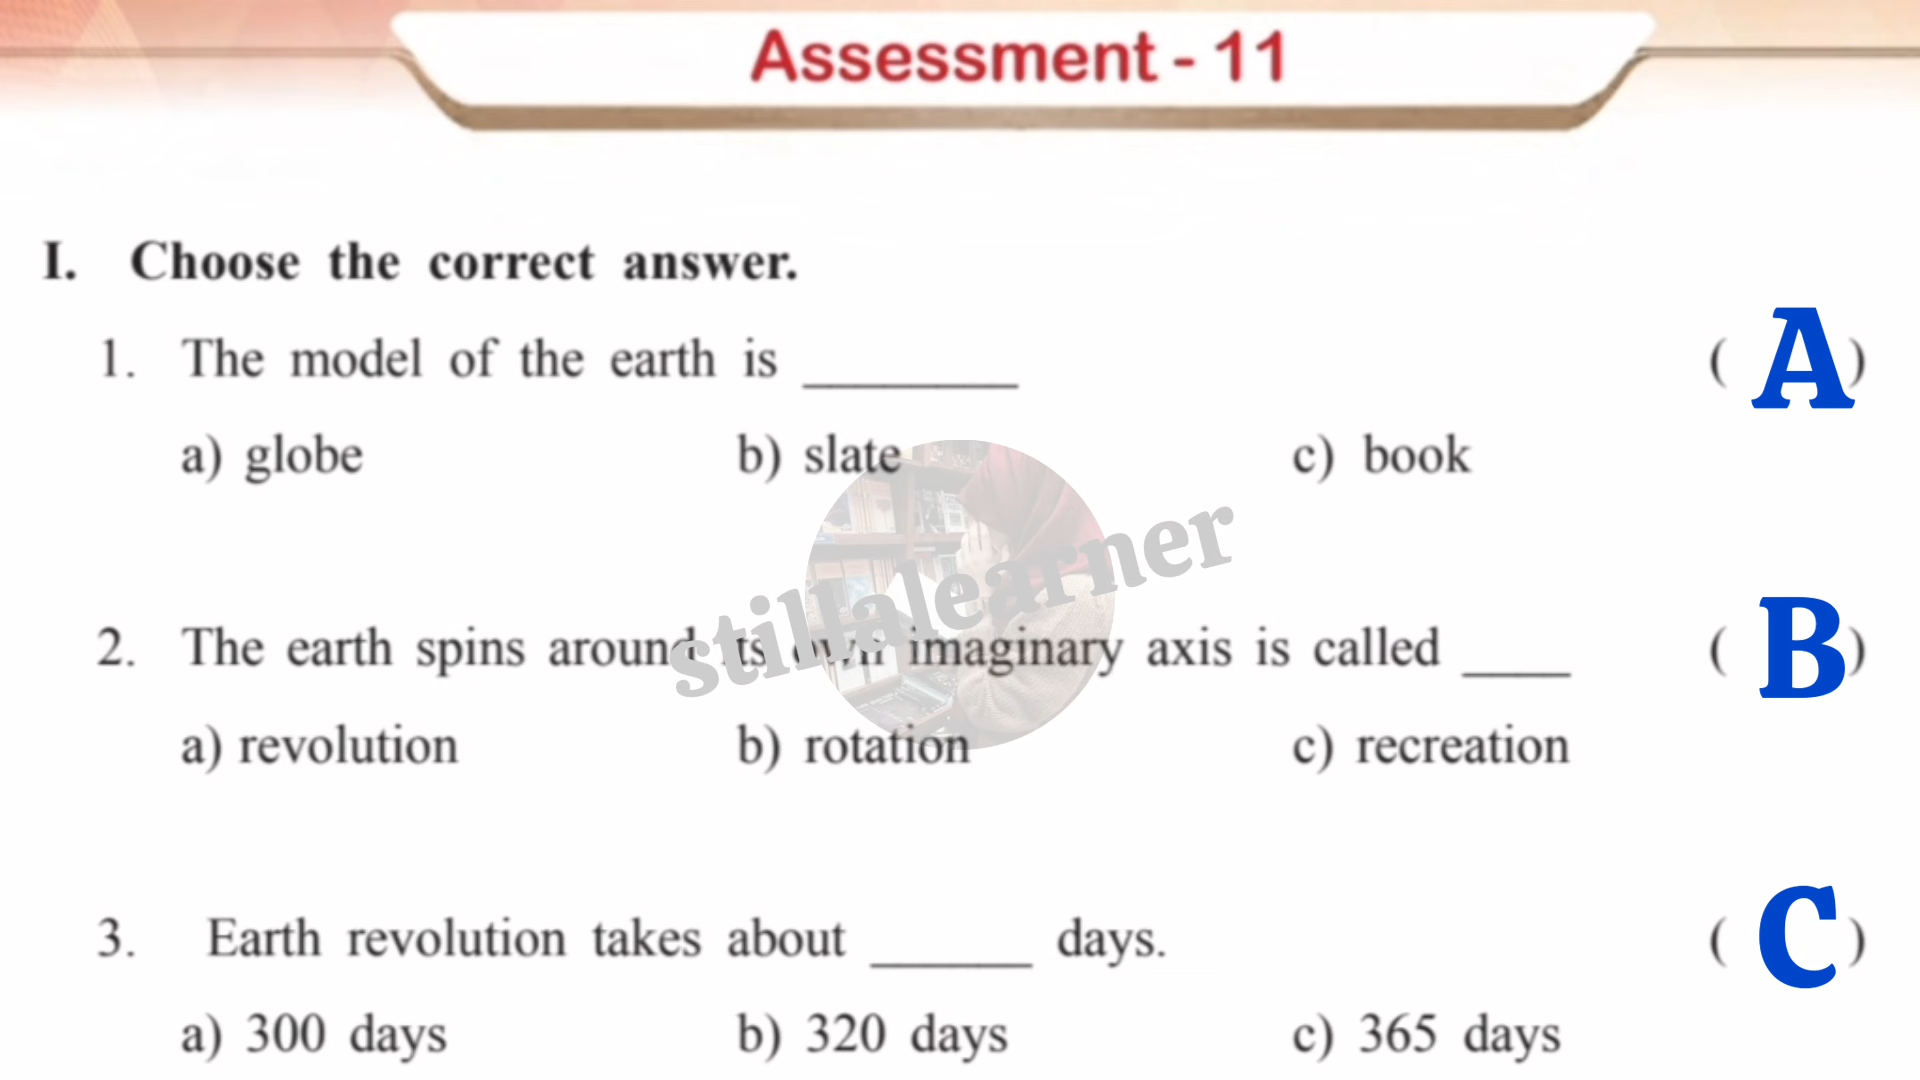 Assessment - 11
I. Choose the correct answer.
1. The model of the earth is ________ ( A )
a) globe b) slate c) book
stillalearner
2. The earth spins around its own imaginary axis is called ____ ( B )
a) revolution b) rotation c) recreation
3. Earth revolution takes about ______ days. ( C )
a) 300 days b) 320 days c) 365 days